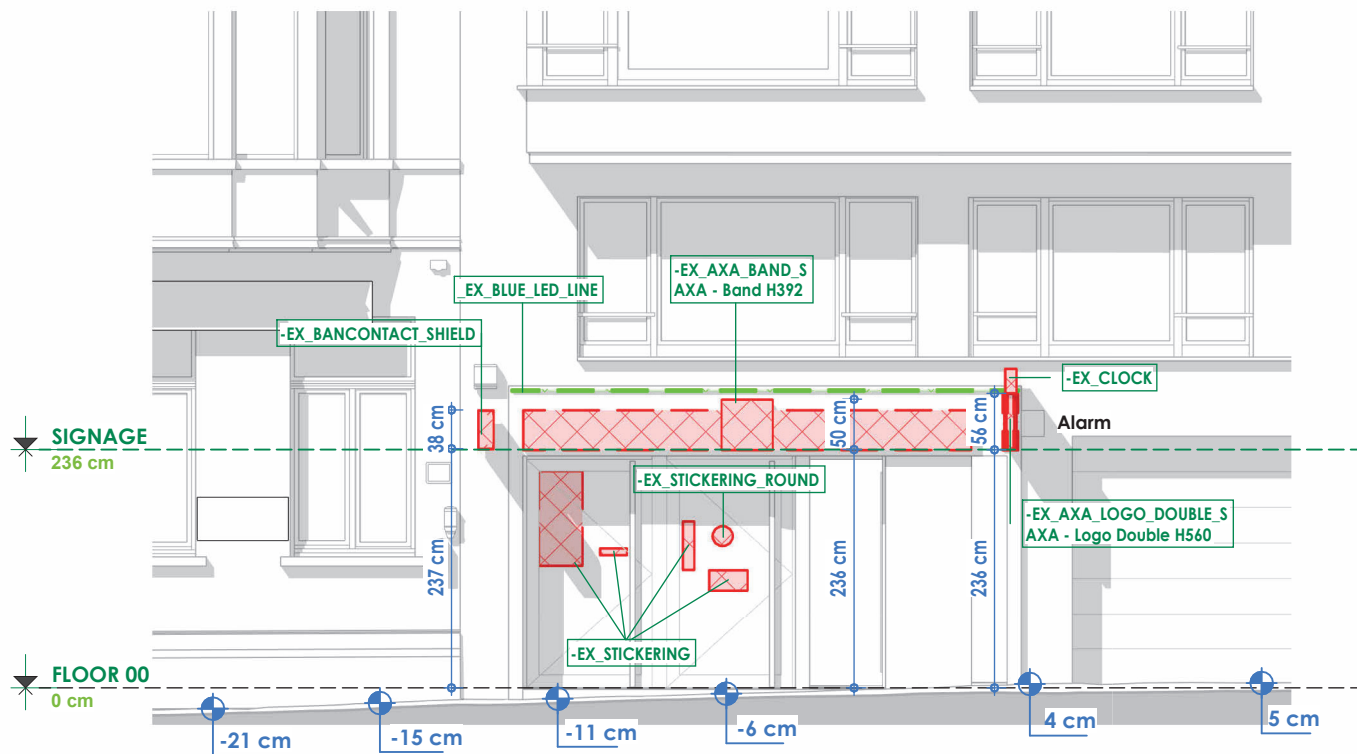 -EX_AXA_BAND_S
AXA - Band H392
_EX_BLUE_LED_LINE
-EX_BANCONTACT_SHIELD
-EX_CLOCK
38 cm
50 cm
56 cm
Alarm
SIGNAGE
236 cm
-EX_STICKERING_ROUND
-EX_AXA_LOGO_DOUBLE_S
AXA - Logo Double H560
237 cm
236 cm
236 cm
-EX_STICKERING
FLOOR 00
0 cm
-21 cm
-15 cm
-11 cm
-6 cm
4 cm
5 cm